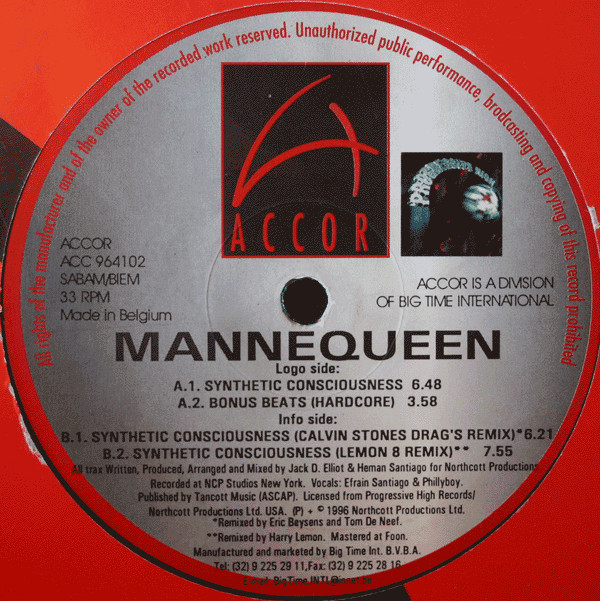 All rights of the manufacturer and of the owner of the recorded work reserved. Unauthorized public performance, brodcasting and copying of this record prohibited
ACCOR
PROGRESSIVE HIGH
ACCOR
ACC 964102
SABAM/BIEM
33 RPM
Made in Belgium
ACCOR IS A DIVISION
OF BIG TIME INTERNATIONAL
MANNEQUEEN
Logo side:
A.1. SYNTHETIC CONSCIOUSNESS 6.48
A.2. BONUS BEATS (HARDCORE) 3.58
Info side:
B.1. SYNTHETIC CONSCIOUSNESS (CALVIN STONES DRAG'S REMIX)*6.21
B.2. SYNTHETIC CONSCIOUSNESS (LEMON 8 REMIX)** 7.55
All trax Written, Produced, Arranged and Mixed by Jack D. Elliot & Heman Santiago for Northcott Productions
Recorded at NCP Studios New York. Vocals: Efrain Santiago & Phillyboy.
Published by Tancott Music (ASCAP). Licensed from Progressive High Records/
Northcott Productions Ltd. USA. (P) + © 1996 Northcott Productions Ltd.
*Remixed by Eric Beysens and Tom De Neef.
**Remixed by Harry Lemon. Mastered at Foon.
Manufactured and marketed by Big Time Int. B.V.B.A.
Tel: (32) 9 225 29 11,Fax: (32) 9 225 28 16
E-mail: BigTime.INTL@